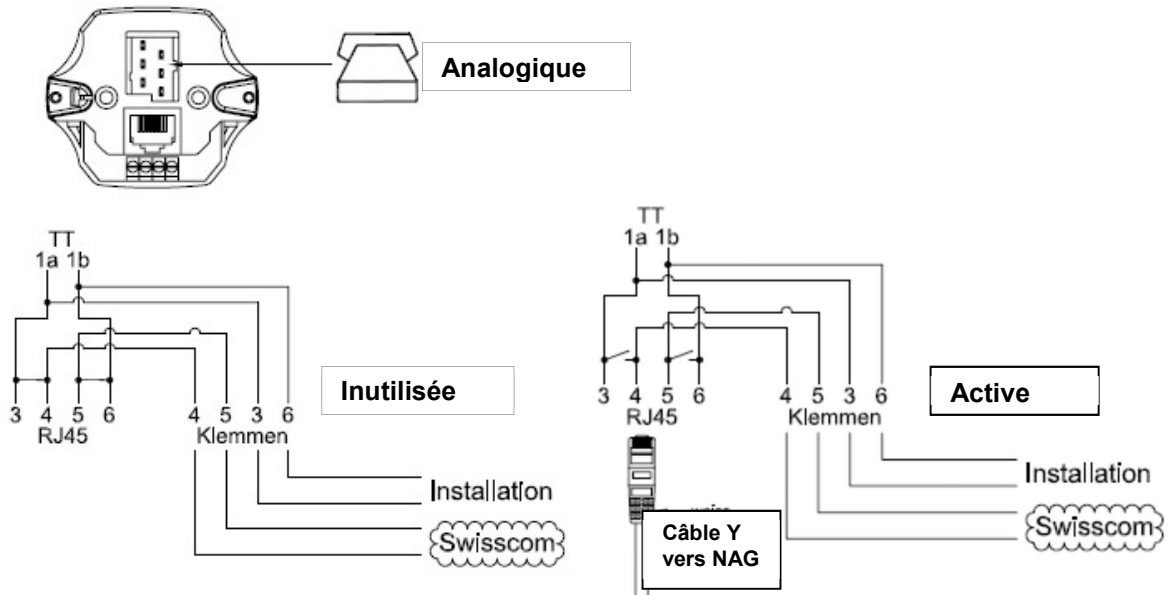 Analogique
TT
1a 1b
3 4 5 6
RJ45
4 5 3 6
Klemmen
Inutilisée
Installation
Swisscom
TT
1a 1b
3 4 5 6
RJ45
4 5 3 6
Klemmen
Active
Installation
Swisscom
Câble Y
vers NAG